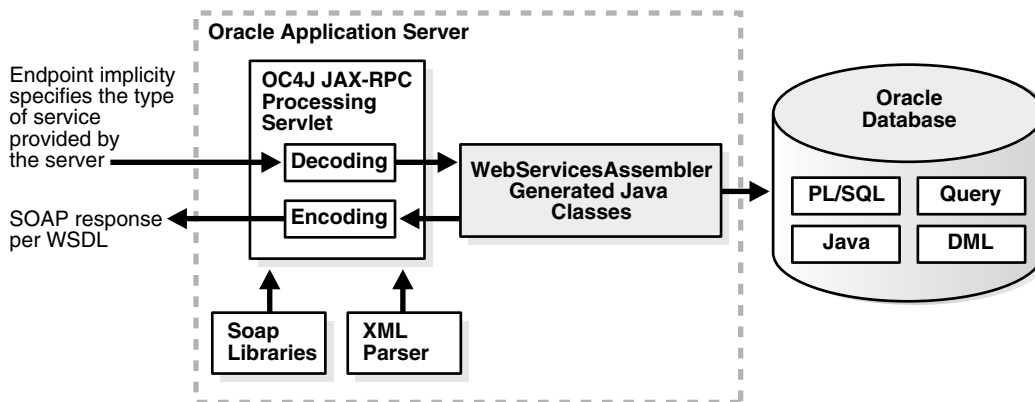 Oracle Application Server
Endpoint implicity
specifies the type
of service
provided by
the server
SOAP response
per WSDL
OC4J JAX-RPC
Processing
Servlet
Decoding
Encoding
Soap
Libraries
XML
Parser
WebServicesAssembler
Generated Java
Classes
Oracle
Database
PL/SQL
Query
Java
DML